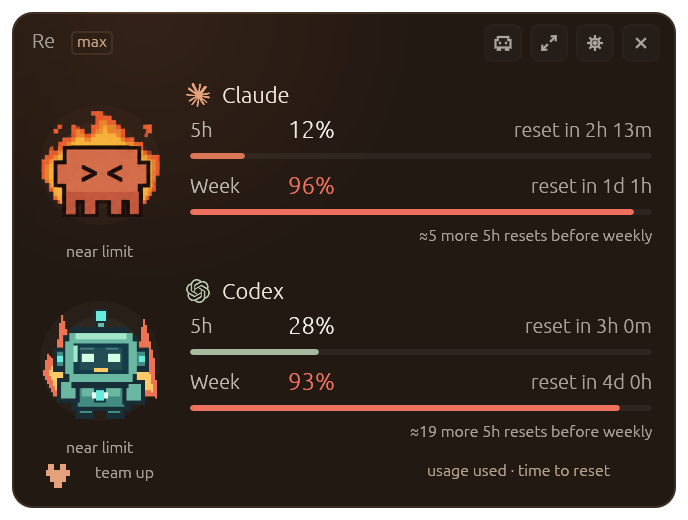 Re max
Claude
5h 12% reset in 2h 13m
Week 96% reset in 1d 1h
≈5 more 5h resets before weekly
near limit
Codex
5h 28% reset in 3h 0m
Week 93% reset in 4d 0h
≈19 more 5h resets before weekly
near limit
team up
usage used · time to reset